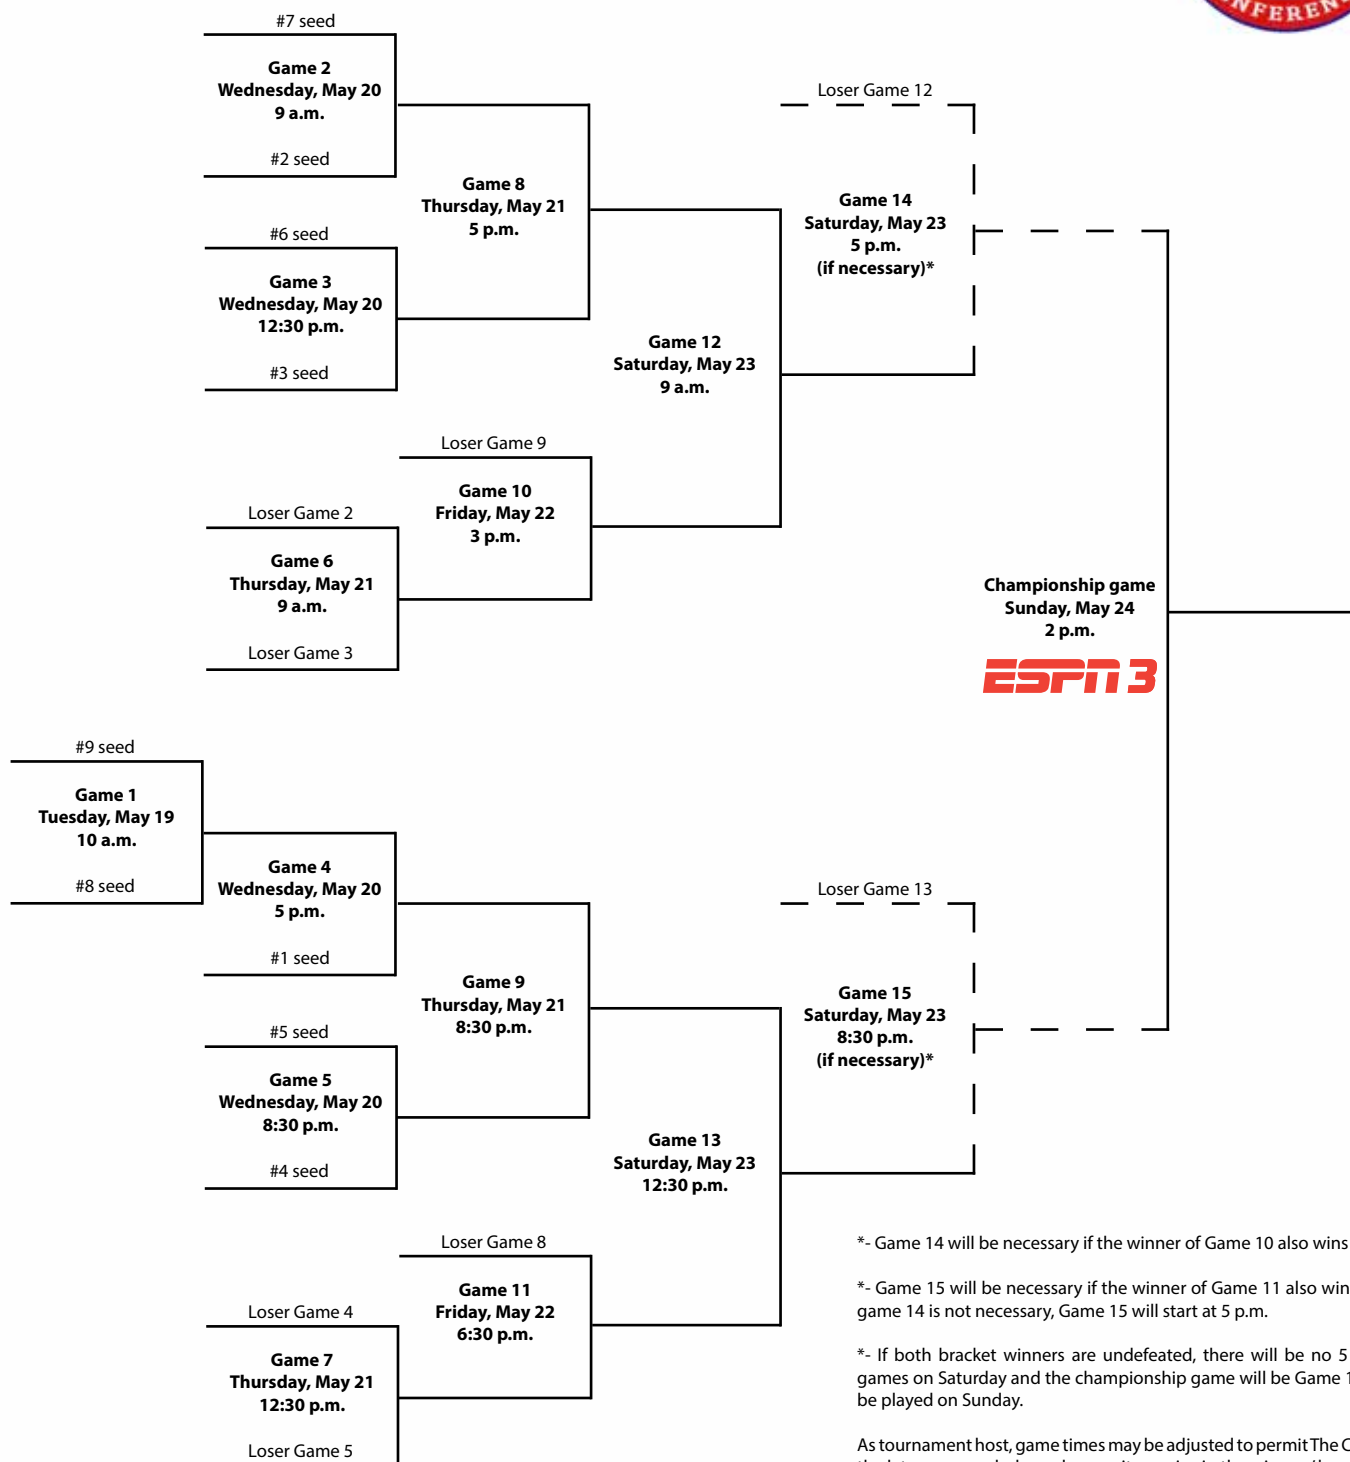 #7 seed
Game 2
Wednesday, May 20
9 a.m.
#2 seed
#6 seed
Game 3
Wednesday, May 20
12:30 p.m.
#3 seed
Game 8
Thursday, May 21
5 p.m.
Loser Game 9
Game 10
Friday, May 22
3 p.m.
Loser Game 2
Game 6
Thursday, May 21
9 a.m.
Loser Game 3
Game 12
Saturday, May 23
9 a.m.
Loser Game 12
Game 14
Saturday, May 23
5 p.m.
(if necessary)*
Championship game
Sunday, May 24
2 p.m.
ESPN 3
#9 seed
Game 1
Tuesday, May 19
10 a.m.
#8 seed
Game 4
Wednesday, May 20
5 p.m.
#1 seed
#5 seed
Game 5
Wednesday, May 20
8:30 p.m.
#4 seed
Game 9
Thursday, May 21
8:30 p.m.
Loser Game 8
Game 11
Friday, May 22
6:30 p.m.
Loser Game 4
Game 7
Thursday, May 21
12:30 p.m.
Loser Game 5
Game 13
Saturday, May 23
12:30 p.m.
Loser Game 13
Game 15
Saturday, May 23
8:30 p.m.
(if necessary)*
*- Game 14 will be necessary if the winner of Game 10 also wins
*- Game 15 will be necessary if the winner of Game 11 also win
game 14 is not necessary, Game 15 will start at 5 p.m.
*- If both bracket winners are undefeated, there will be no 5
games on Saturday and the championship game will be Game 1
be played on Sunday.
As tournament host, game times may be adjusted to permit The C